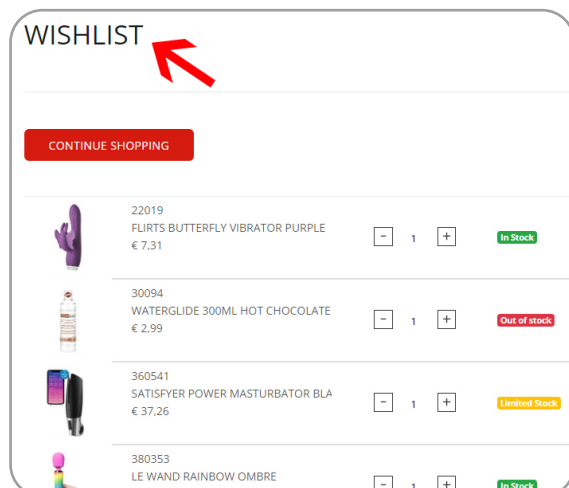 WISHLIST
CONTINUE SHOPPING
22019
FLIRTS BUTTERFLY VIBRATOR PURPLE
€ 7,31
- 1 +
In Stock
30094
WATERGLIDE 300ML HOT CHOCOLATE
€ 2,99
- 1 +
Out of stock
360541
SATISFYER POWER MASTURBATOR BLA
€ 37,26
- 1 +
Limited Stock
380353
LE WAND RAINBOW OMBRE
- 1 +
In Stock